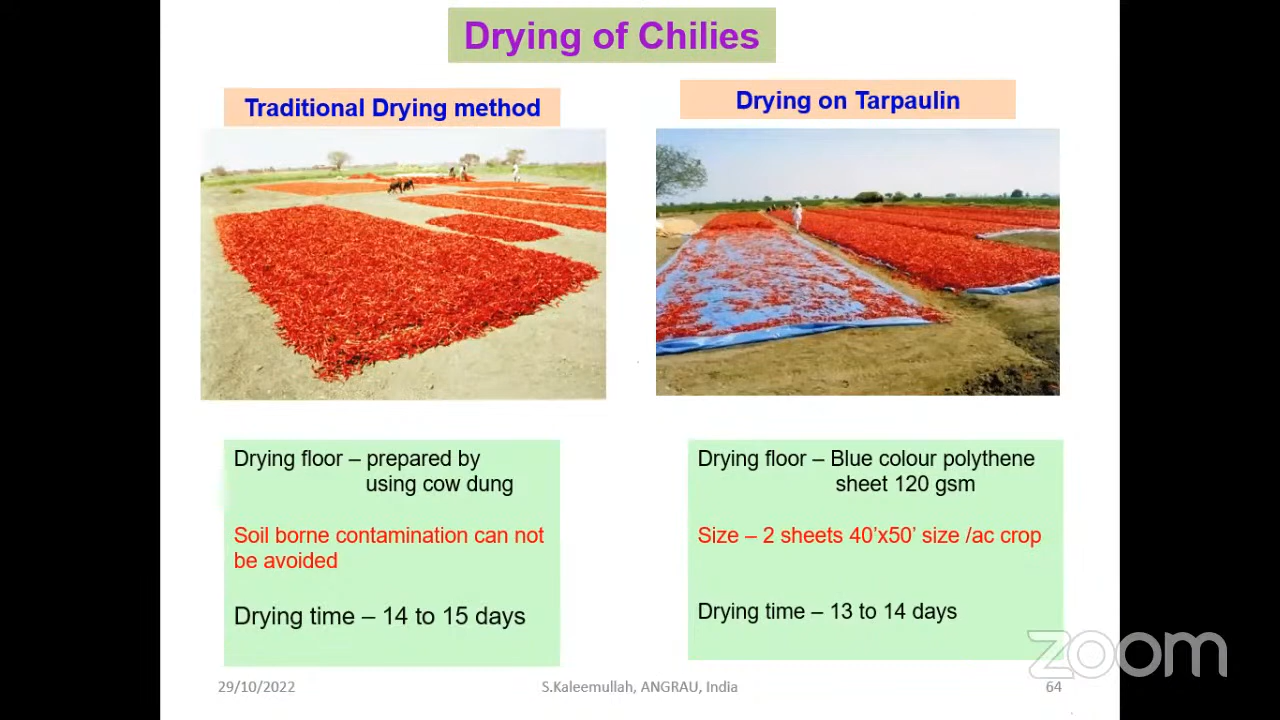 Drying of Chilies
Traditional Drying method
Drying floor – prepared by
using cow dung
Soil borne contamination can not
be avoided
Drying time – 14 to 15 days
Drying on Tarpaulin
Drying floor – Blue colour polythene
sheet 120 gsm
Size – 2 sheets 40’x50’ size /ac crop
Drying time – 13 to 14 days
zoom
29/10/2022
S.Kaleemullah, ANGRAU, India
64